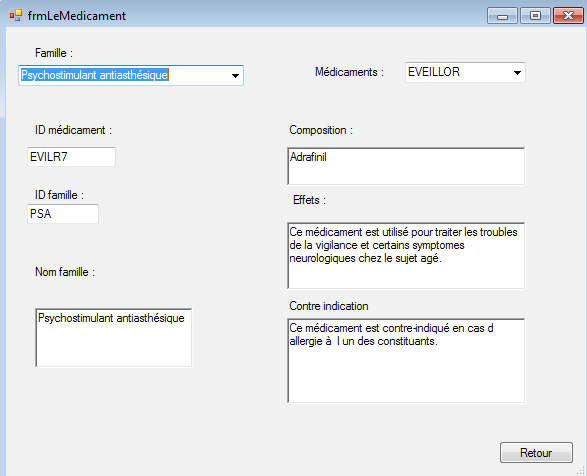 frmLeMedicament
Famille :
Psychostimulant antiasthésique
Médicaments :
EVEILLOR
ID médicament :
EVILR7
ID famille :
PSA
Nom famille :
Psychostimulant antiasthésique
Composition :
Adrafinil
Effets :
Ce médicament est utilisé pour traiter les troubles
de la vigilance et certains symptomes
neurologiques chez le sujet agé.
Contre indication
Ce médicament est contre-indiqué en cas d
allergie à  l un des constituants.
Retour